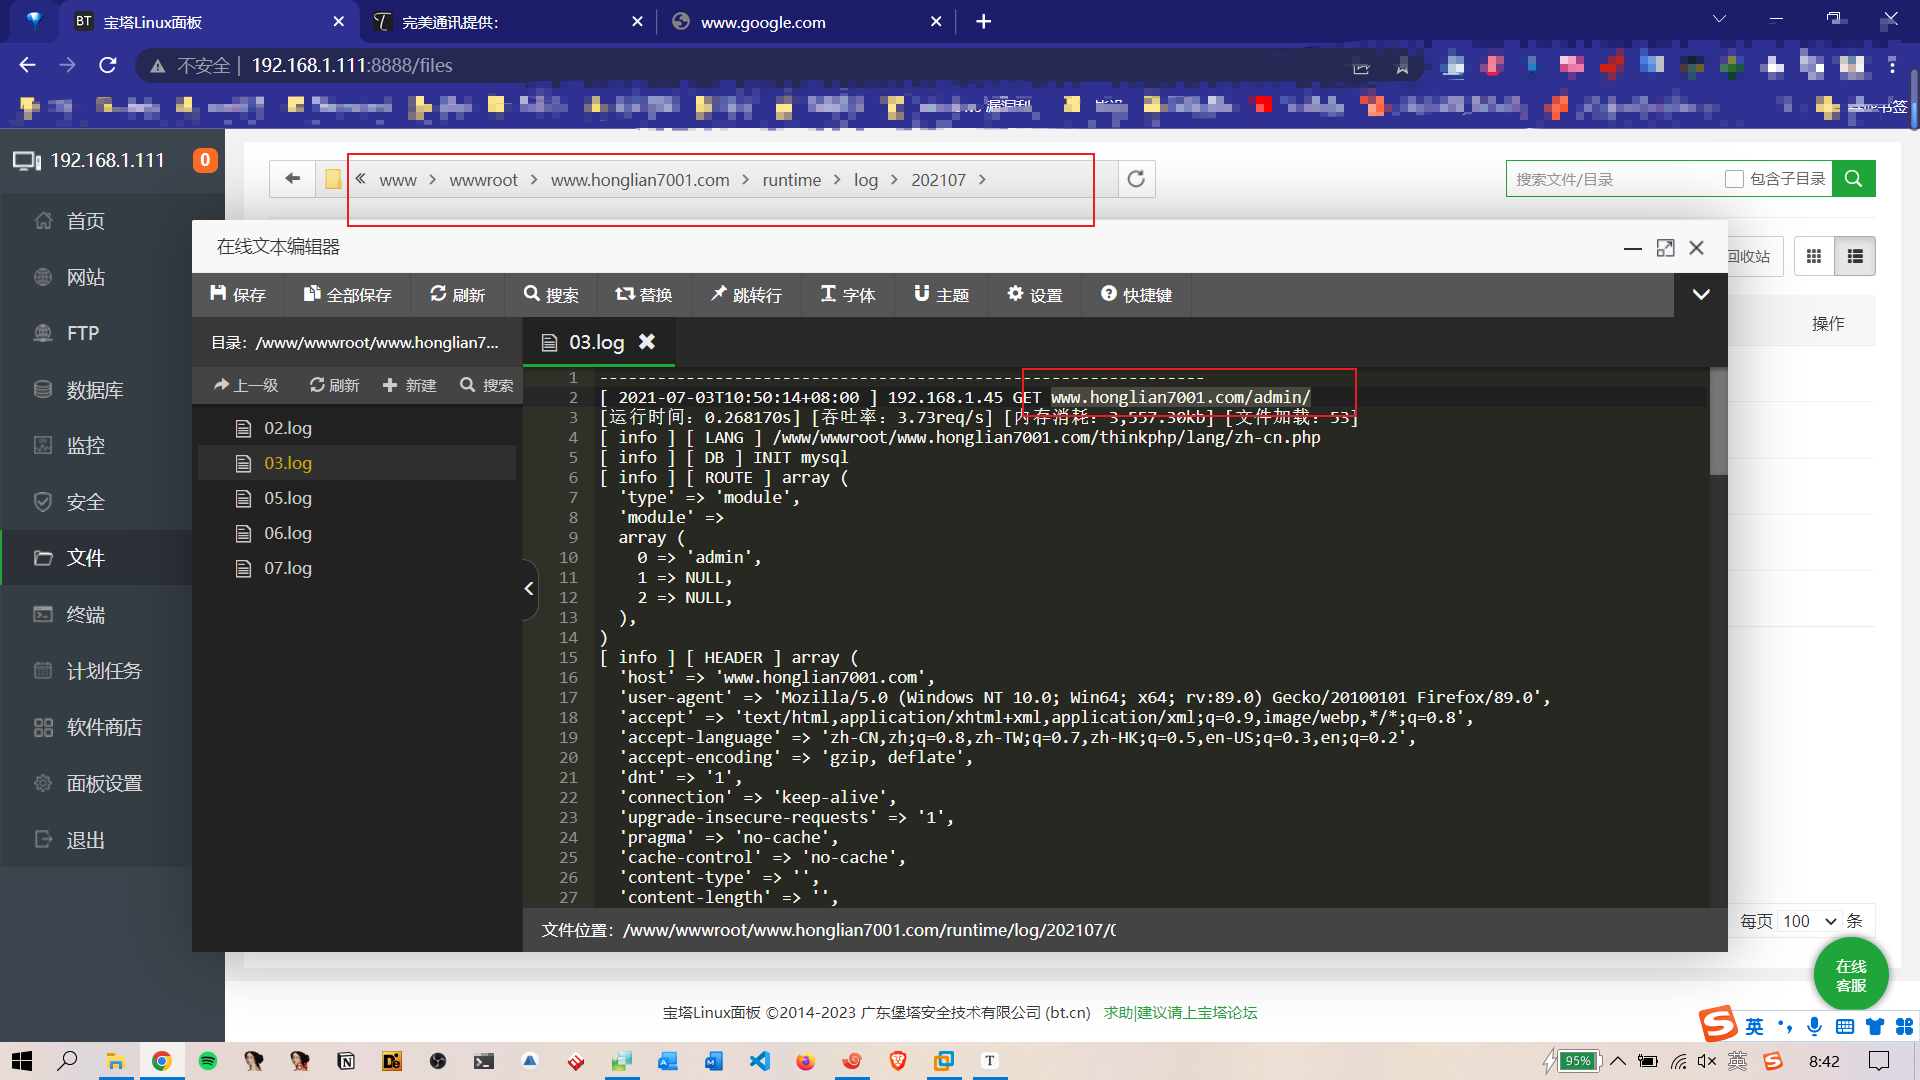 宝塔Linux面板
完美通讯提供:
www.google.com
不安全 192.168.1.111:8888/files
192.168.1.111
0
www
wwwroot
www.honglian7001.com
runtime
log
202107
搜索文件/目录
包含子目录
首页
网站
FTP
数据库
监控
安全
文件
终端
计划任务
软件商店
面板设置
退出
在线文本编辑器
回收站
保存
全部保存
刷新
搜索
替换
跳转行
字体
主题
设置
快捷键
操作
目录：/www/wwwroot/www.honglian7...
03.log
上一级
刷新
新建
搜索
02.log
03.log
05.log
06.log
07.log
1 ---------------------------------------------------------------
2 [ 2021-07-03T10:50:14+08:00 ] 192.168.1.45 GET www.honglian7001.com/admin/
3 [运行时间：0.268170s] [吞吐率：3.73req/s] [内存消耗：3,557.30kb] [文件加载：53]
4 [ info ] [ LANG ] /www/wwwroot/www.honglian7001.com/thinkphp/lang/zh-cn.php
5 [ info ] [ DB ] INIT mysql
6 [ info ] [ ROUTE ] array (
7   'type' => 'module',
8   'module' =>
9   array (
10     0 => 'admin',
11     1 => NULL,
12     2 => NULL,
13   ),
14 )
15 [ info ] [ HEADER ] array (
16   'host' => 'www.honglian7001.com',
17   'user-agent' => 'Mozilla/5.0 (Windows NT 10.0; Win64; x64; rv:89.0) Gecko/20100101 Firefox/89.0',
18   'accept' => 'text/html,application/xhtml+xml,application/xml;q=0.9,image/webp,*/*;q=0.8',
19   'accept-language' => 'zh-CN,zh;q=0.8,zh-TW;q=0.7,zh-HK;q=0.5,en-US;q=0.3,en;q=0.2',
20   'accept-encoding' => 'gzip, deflate',
21   'dnt' => '1',
22   'connection' => 'keep-alive',
23   'upgrade-insecure-requests' => '1',
24   'pragma' => 'no-cache',
25   'cache-control' => 'no-cache',
26   'content-type' => '',
27   'content-length' => '',
文件位置：/www/wwwroot/www.honglian7001.com/runtime/log/202107/0
每页 100 条
在线
客服
宝塔Linux面板 ©2014-2023 广东堡塔安全技术有限公司 (bt.cn) 求助|建议请上宝塔论坛
英
95%
英
8:42